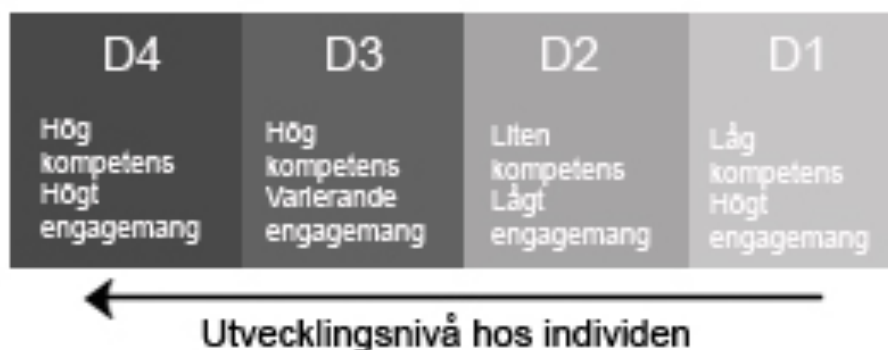 D4
Hög
kompetens
Högt
engagemang
D3
Hög
kompetens
Varierande
engagemang
D2
Liten
kompetens
Lågt
engagemang
D1
Låg
kompetens
Högt
engagemang
Utvecklingsnivå hos individen